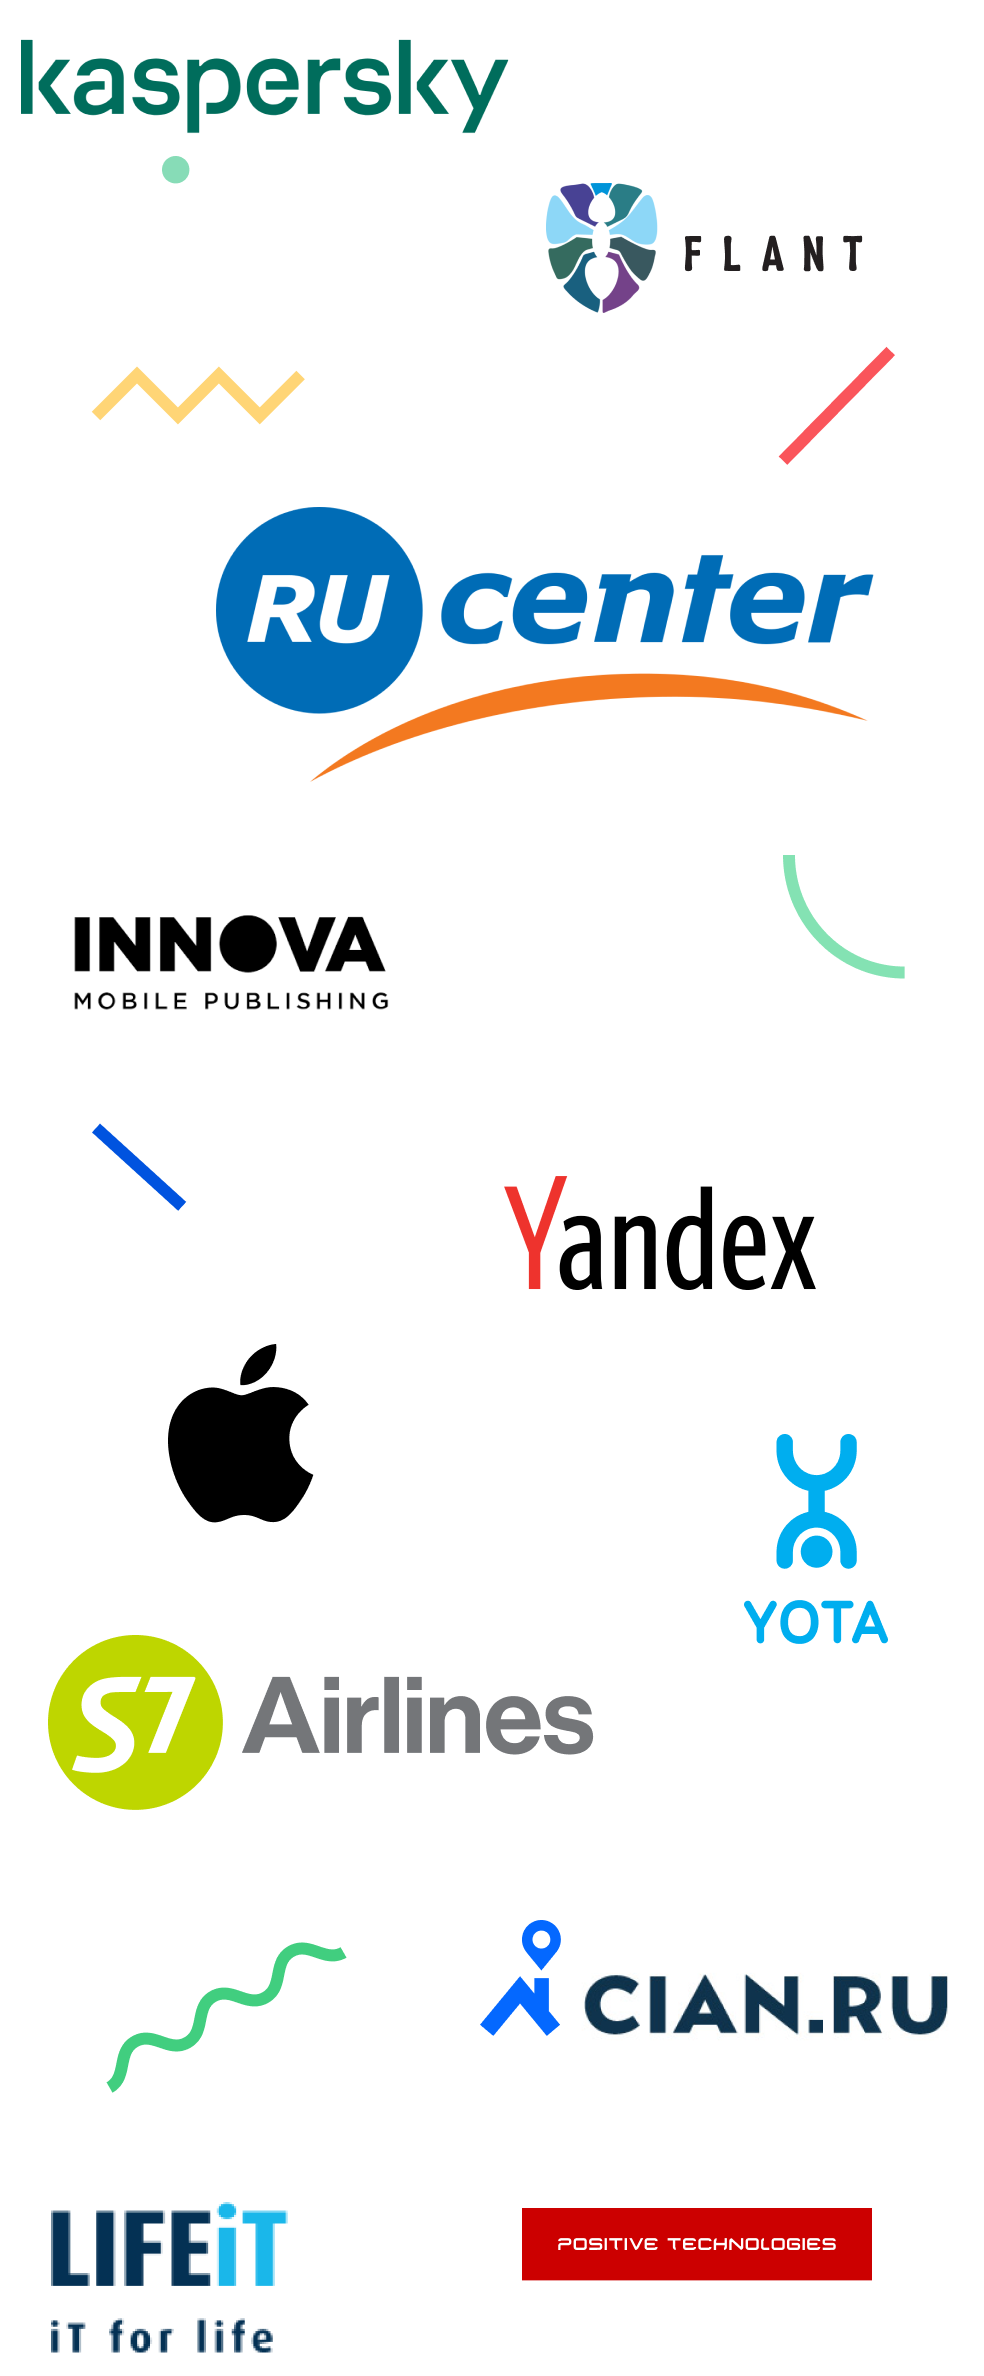 kaspersky
FLANT
RU center
INNOVA
MOBILE PUBLISHING
Yandex
YOTA
S7 Airlines
CIAN.RU
LIFEiT
iT for life
POSITIVE TECHNOLOGIES